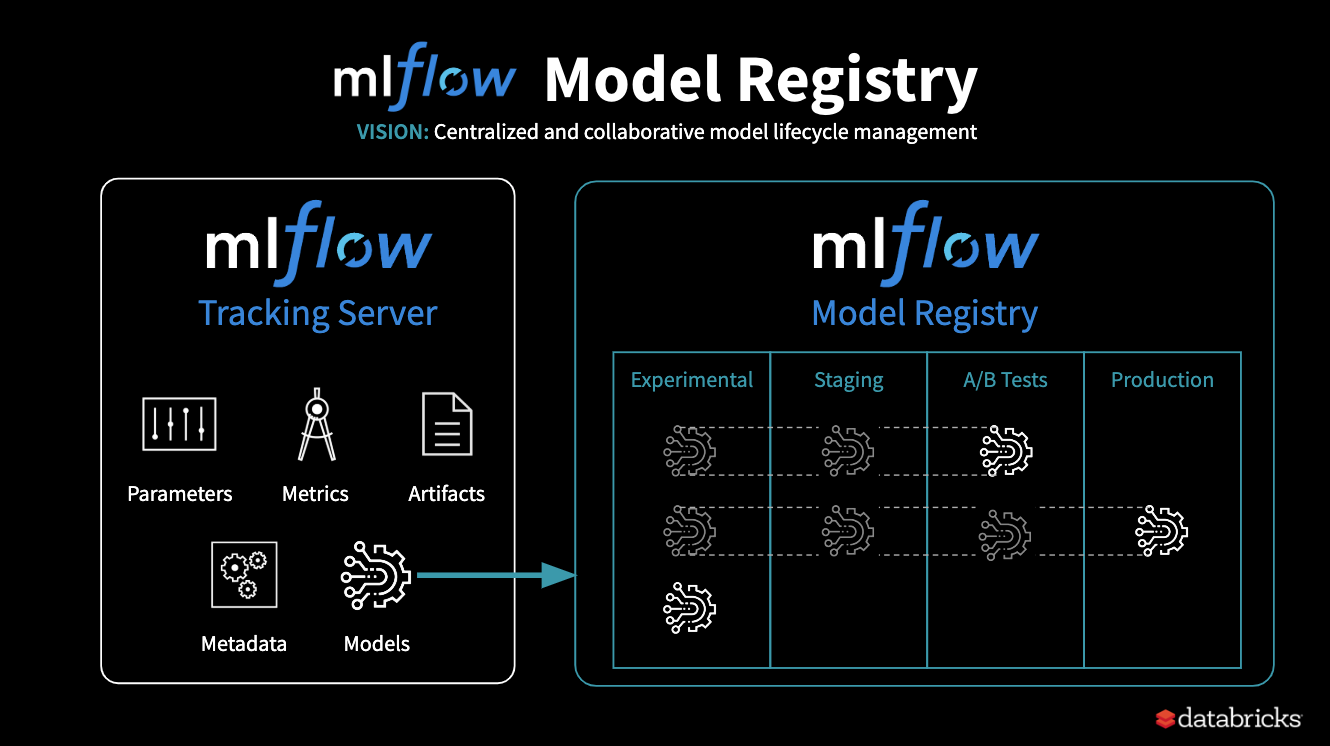 mlflow Model Registry
VISION: Centralized and collaborative model lifecycle management
mlflow
Tracking Server
Parameters
Metrics
Artifacts
Metadata
Models
mlflow
Model Registry
Experimental
Staging
A/B Tests
Production
databricks